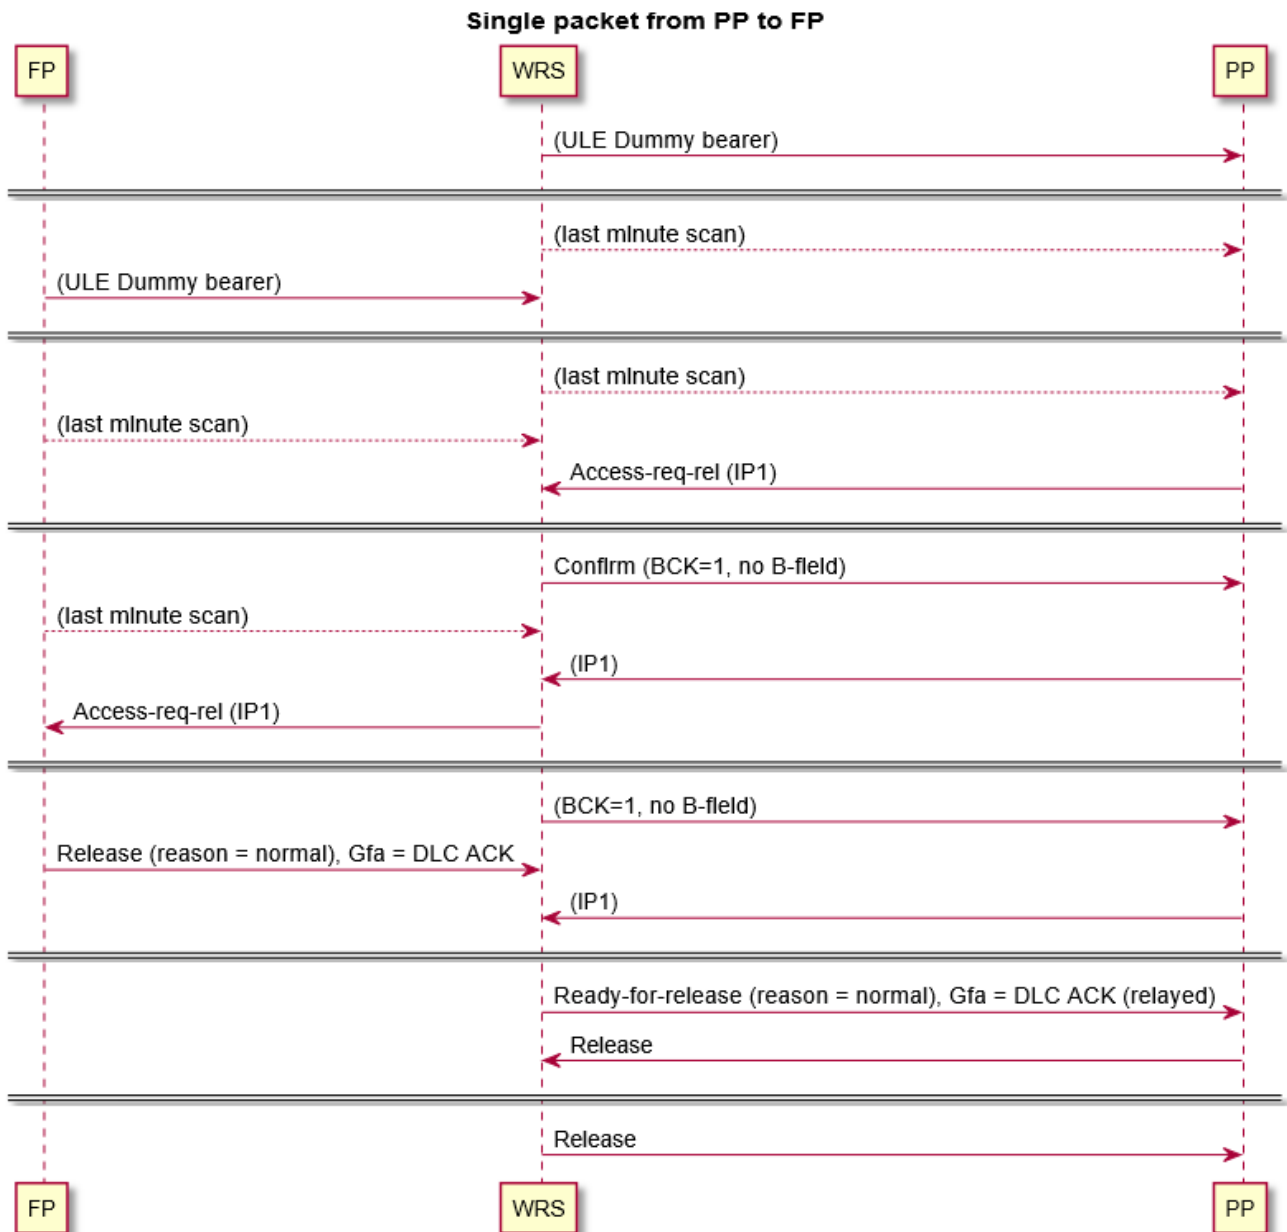 Single packet from PP to FP
FP
WRS
PP
(ULE Dummy bearer)
(last minute scan)
(ULE Dummy bearer)
(last minute scan)
(last minute scan)
Access-req-rel (IP1)
Confirm (BCK=1, no B-field)
(last minute scan)
(IP1)
Access-req-rel (IP1)
(BCK=1, no B-field)
Release (reason = normal), Gfa = DLC ACK
(IP1)
Ready-for-release (reason = normal), Gfa = DLC ACK (relayed)
Release
Release
FP
WRS
PP